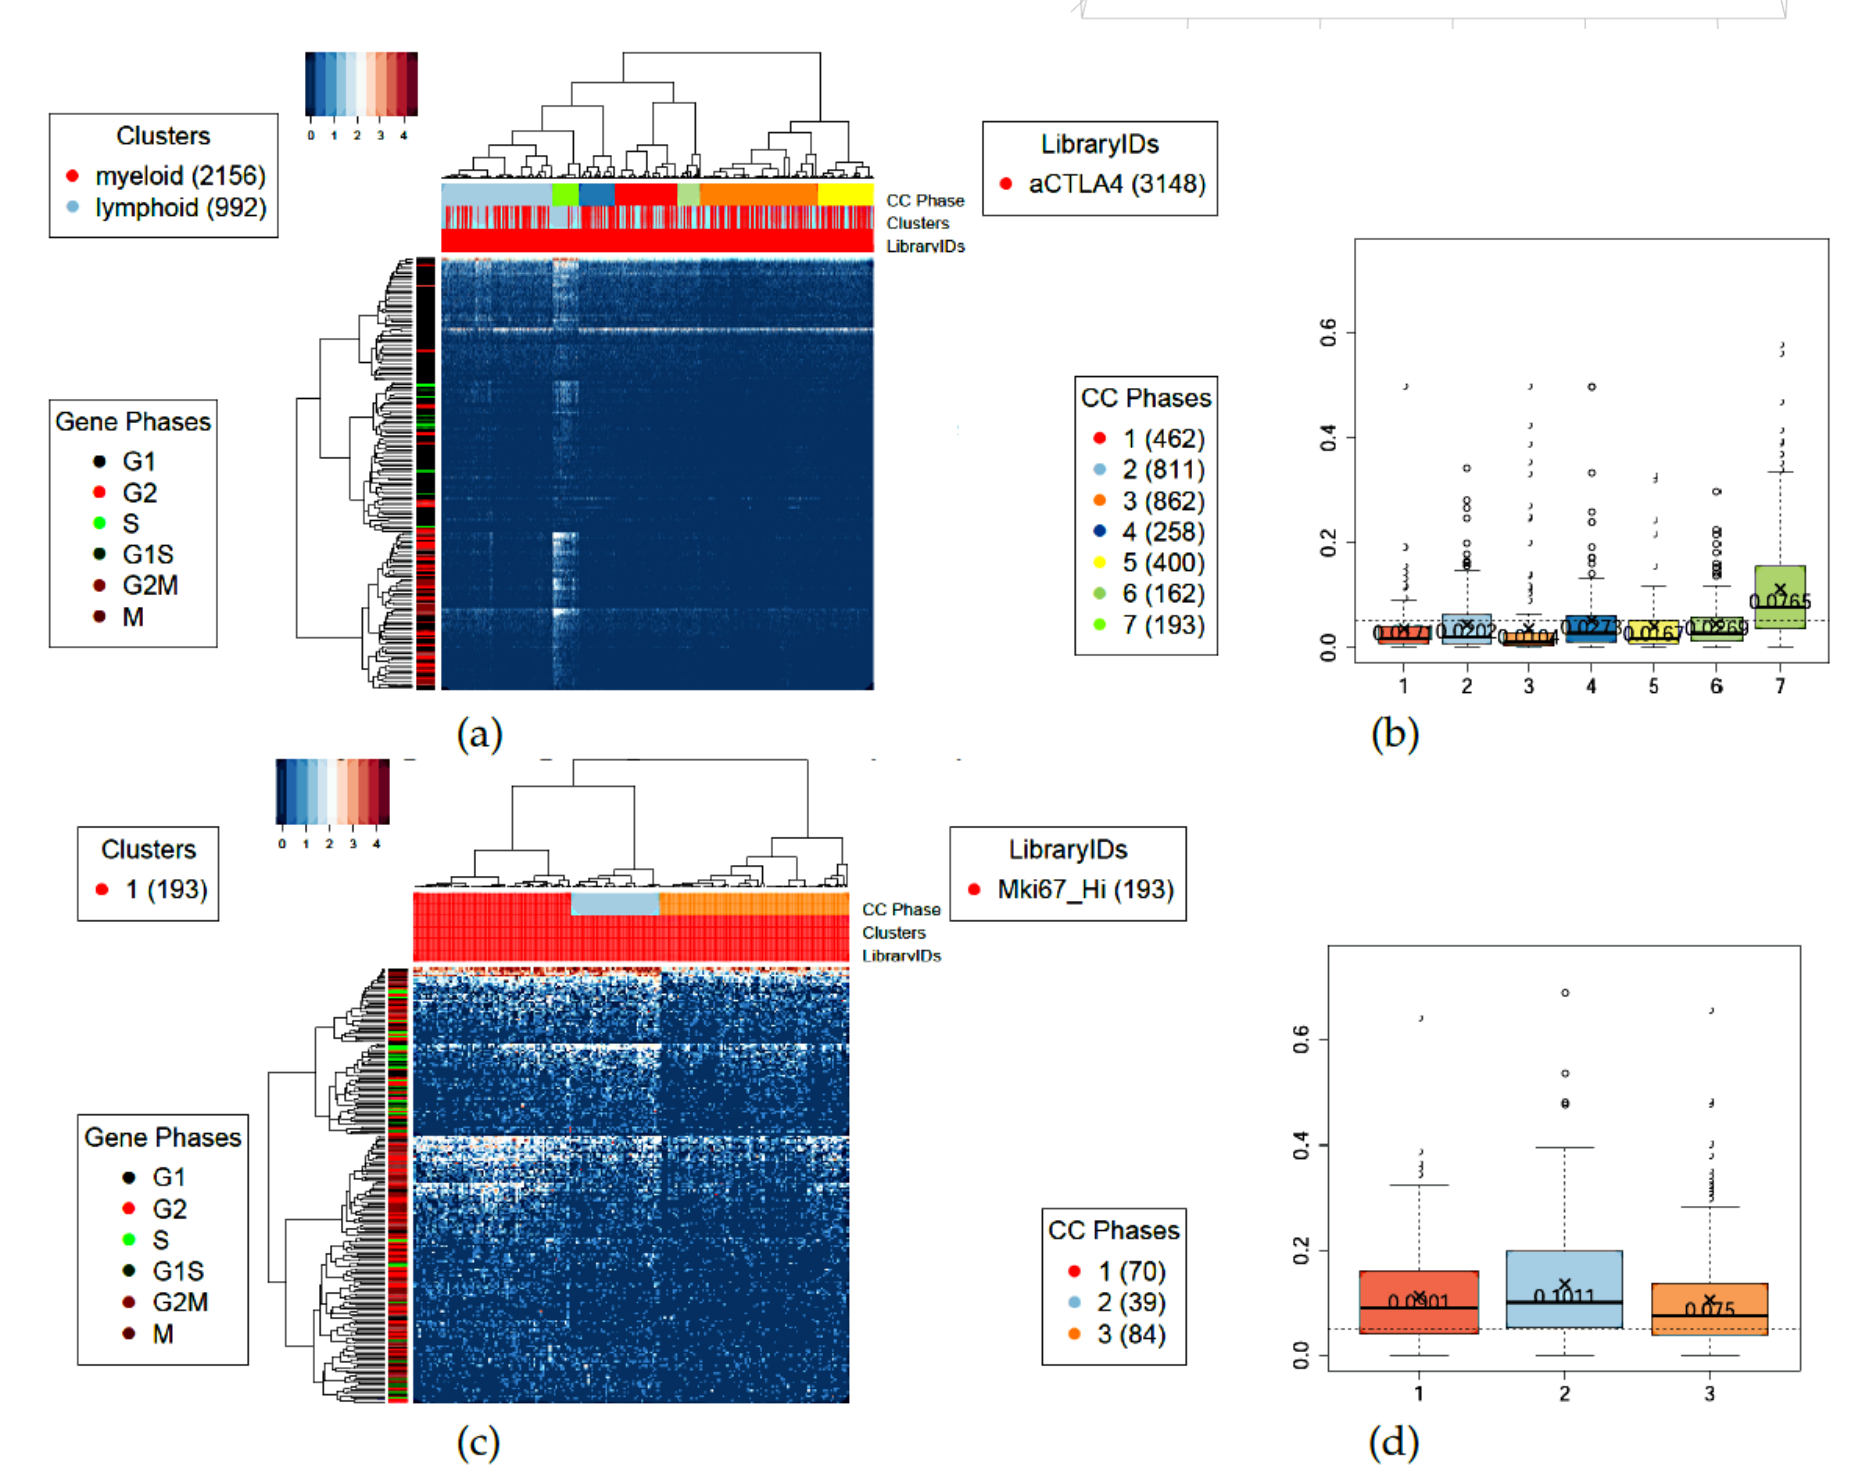 0 1 2 3 4
Clusters
myeloid (2156)
lymphoid (992)
LibraryIDs
aCTLA4 (3148)
CC Phase
Clusters
LibraryIDs
Gene Phases
G1
G2
S
G1S
G2M
M
CC Phases
1 (462)
2 (811)
3 (862)
4 (258)
5 (400)
6 (162)
7 (193)
0.6
0.4
0.2
0.0
0.0765
1 2 3 4 5 6 7
(a)
(b)
0 1 2 3 4
Clusters
1 (193)
LibraryIDs
Mki67_Hi (193)
CC Phase
Clusters
LibraryIDs
Gene Phases
G1
G2
S
G1S
G2M
M
CC Phases
1 (70)
2 (39)
3 (84)
0.6
0.4
0.2
0.0
0.0901 0.1011 0.075
1 2 3
(c)
(d)